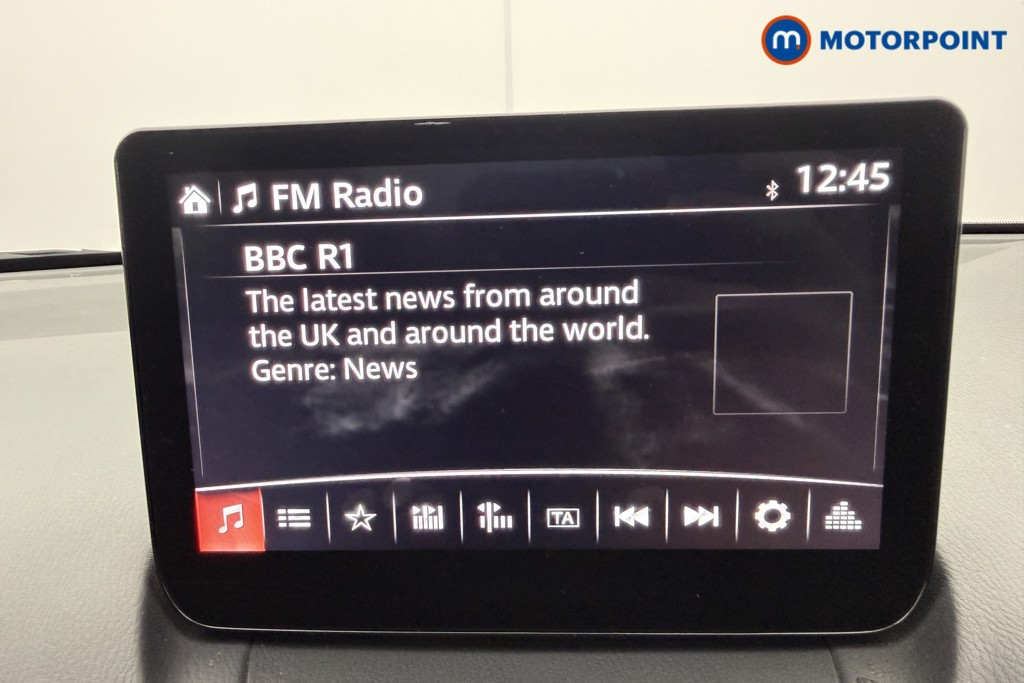 m MOTORPOINT
FM Radio
12:45
BBC R1
The latest news from around
the UK and around the world.
Genre: News
TA